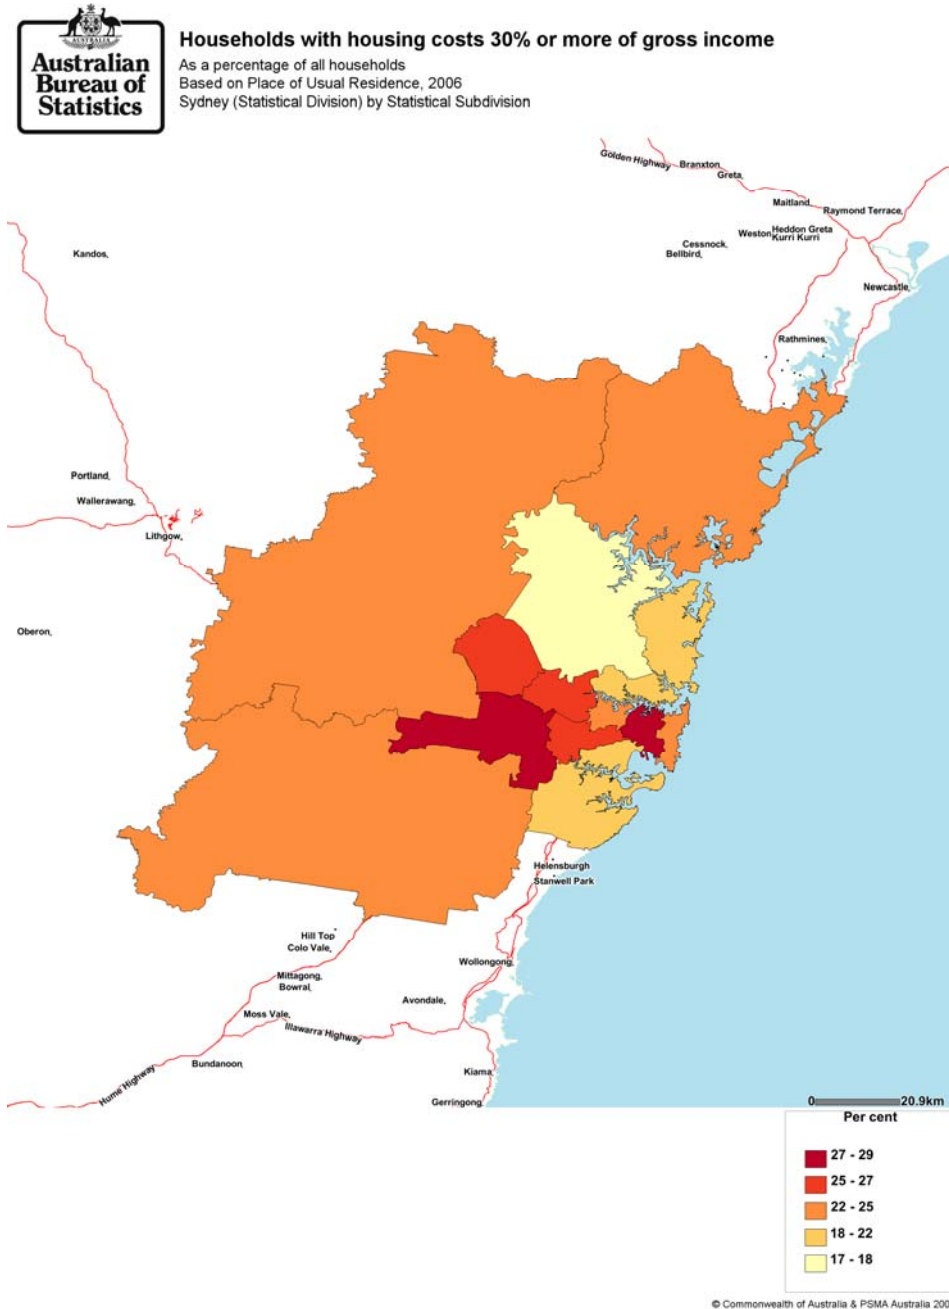 AUSTRALIA
Australian
Bureau of
Statistics
Households with housing costs 30% or more of gross income
As a percentage of all households
Based on Place of Usual Residence, 2006
Sydney (Statistical Division) by Statistical Subdivision
Golden Highway
Branxton
Greta
Maitland
Raymond Terrace
Heddon Greta
Weston
Kurri Kurri
Cessnock
Bellbird
Kandos
Newcastle
Rathmines
Portland
Wallerawang
Lithgow
Oberon
Helensburgh
Stanwell Park
Hill Top
Colo Vale
Wollongong
Mittagong
Bowral
Avondale
Moss Vale
Illawarra Highway
Bundanoon
Hume Highway
Kiama
Gerringong
0 20.9km
Per cent
27 - 29
25 - 27
22 - 25
18 - 22
17 - 18
© Commonwealth of Australia & PSMA Australia 200